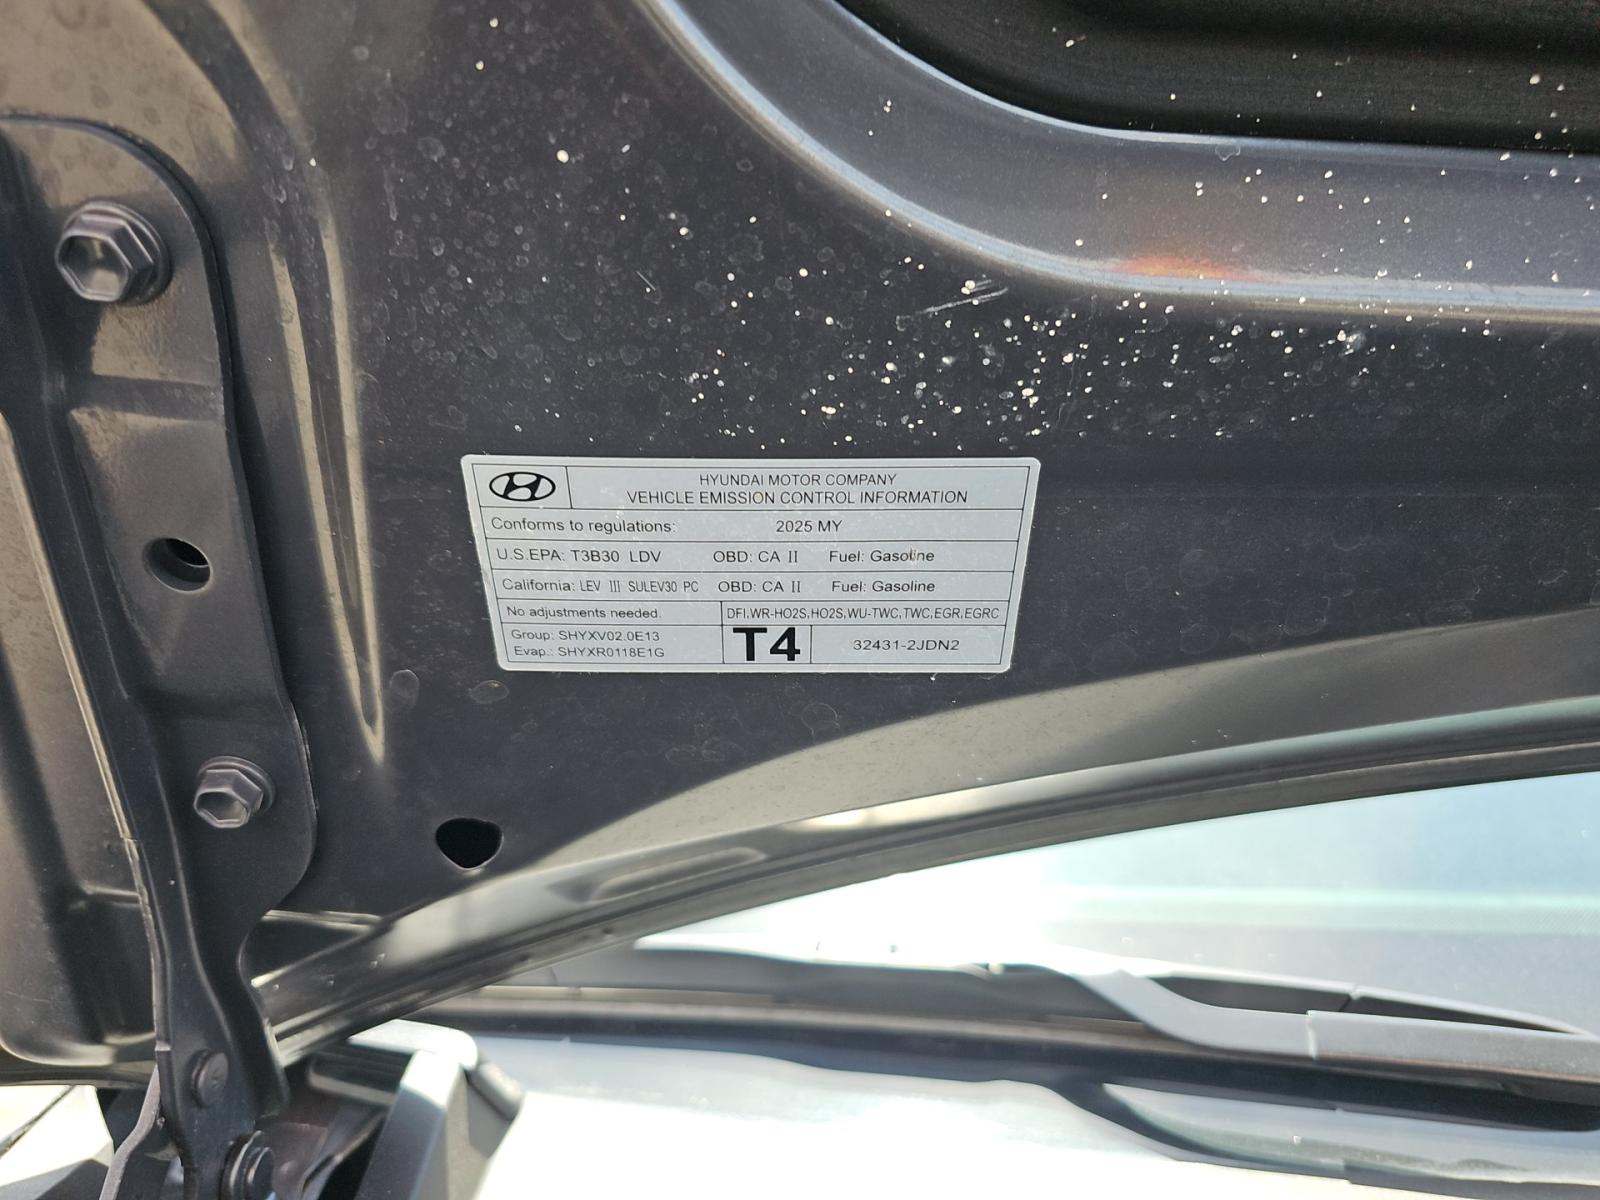 HYUNDAI MOTOR COMPANY
VEHICLE EMISSION CONTROL INFORMATION
Conforms to regulations: 2025 MY
U.S.EPA: T3B30 LDV OBD: CA II Fuel: Gasoline
California: LEV III SULEV30 PC OBD: CA II Fuel: Gasoline
No adjustments needed. DFI,WR-HO2S,HO2S,WU-TWC,TWC,EGR,EGRC
Group: SHYXV02.0E13
Evap.: SHYXR0118E1G
T4
32431-2JDN2